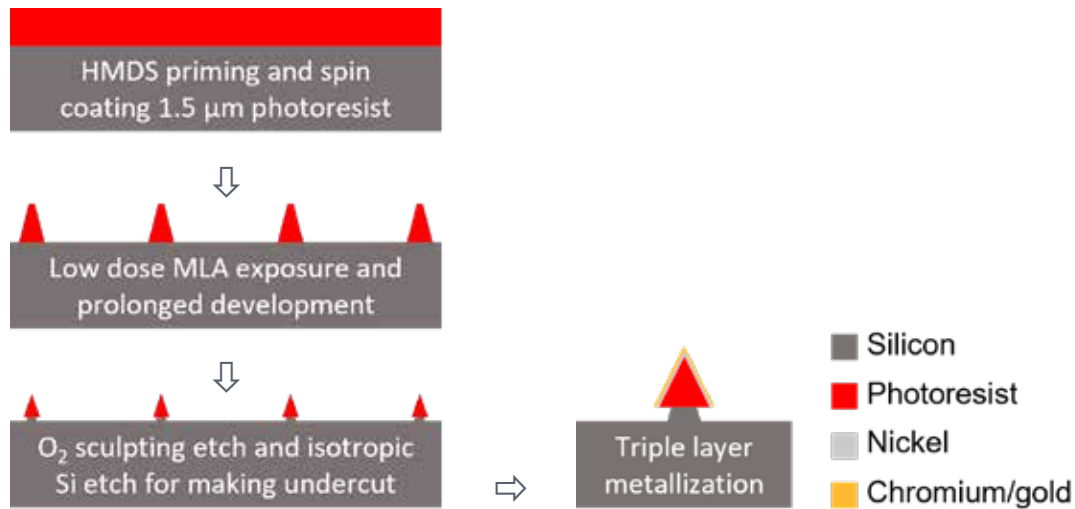 HMDS priming and spin
coating 1.5 μm photoresist
Low dose MLA exposure and
prolonged development
O₂ sculpting etch and isotropic
Si etch for making undercut
Triple layer
metallization
Silicon
Photoresist
Nickel
Chromium/gold